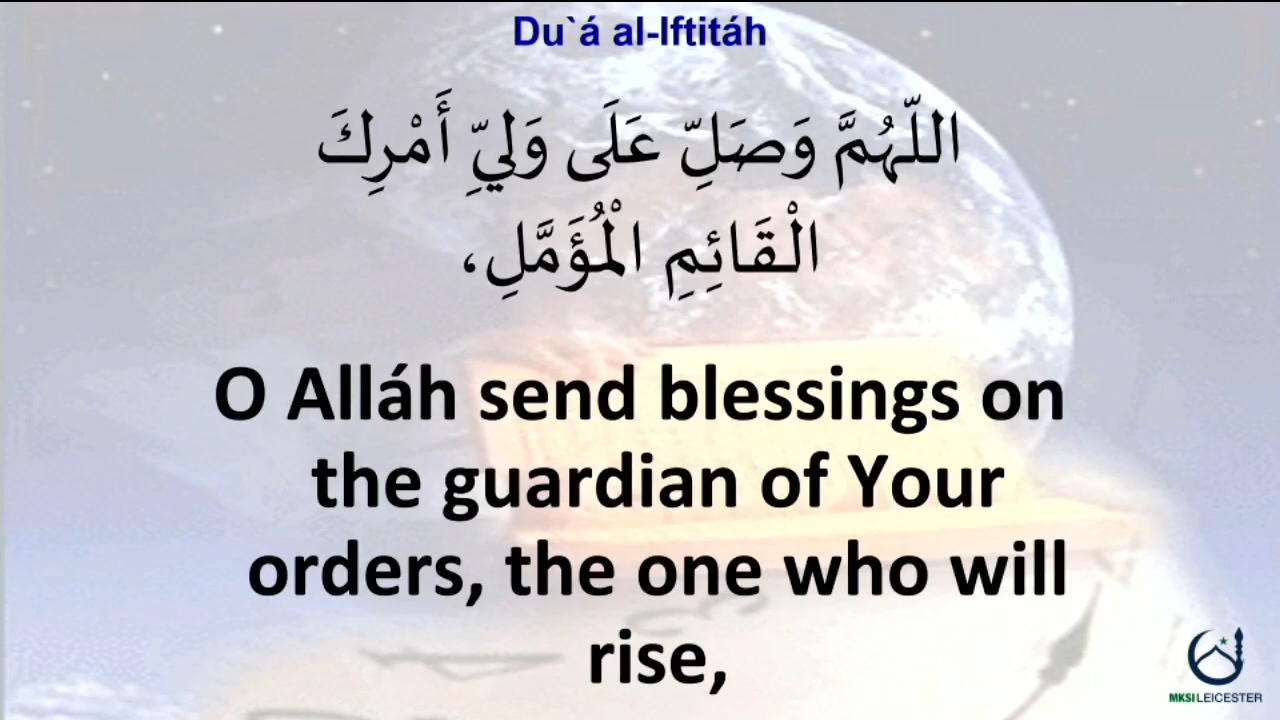 Du`á al-Iftitáh
اللّهُمَّ وَصَلِّ عَلَى وَلِيِّ أَمْرِكَ
الْقَائِمِ الْمُؤَمَّلِ،
O Alláh send blessings on
the guardian of Your
orders, the one who will
rise,
MKSI LEICESTER